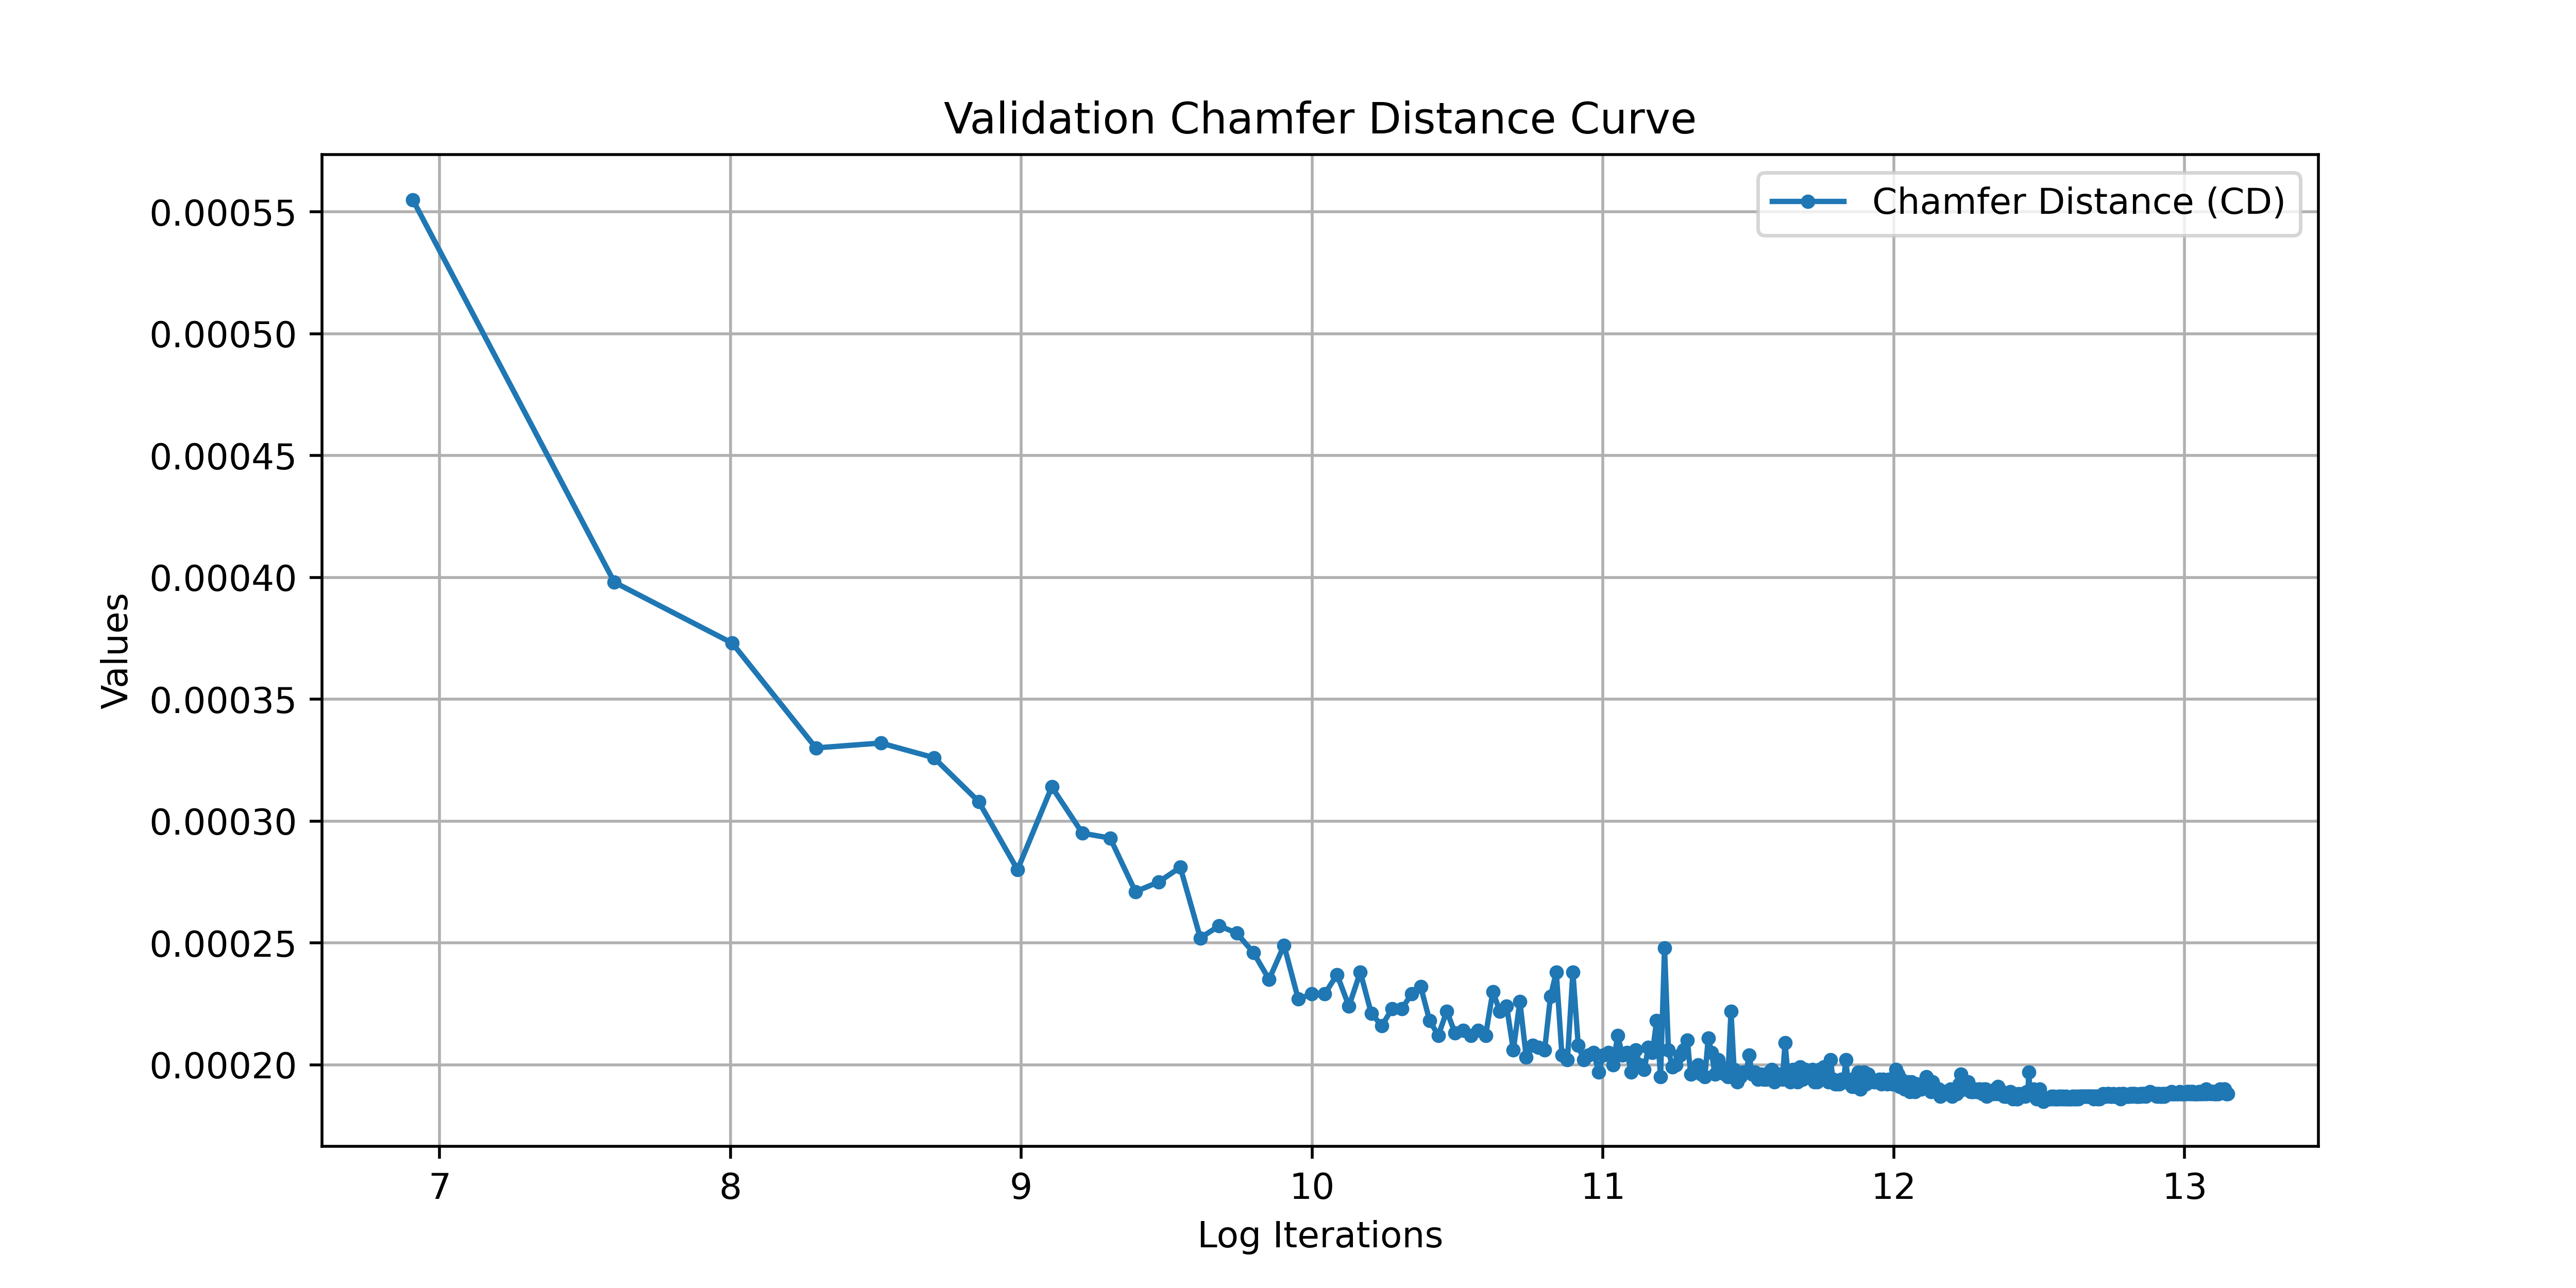 Validation Chamfer Distance Curve
Chamfer Distance (CD)
0.00055
0.00050
0.00045
0.00040
0.00035
0.00030
0.00025
0.00020
Values
7 8 9 10 11 12 13
Log Iterations